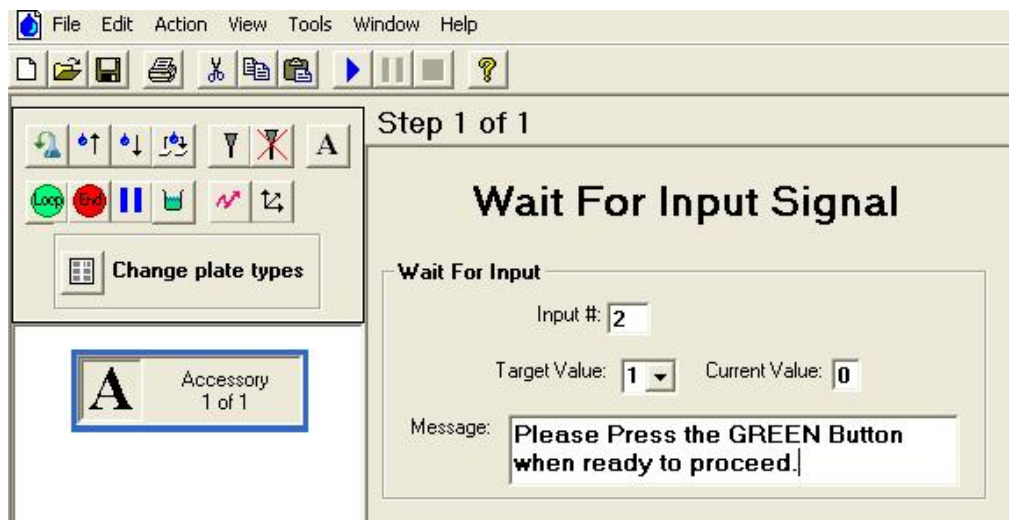 File Edit Action View Tools Window Help
Step 1 of 1
A
Loop End
Change plate types
Wait For Input Signal
Wait For Input
Input #: 2
Target Value: 1 Current Value: 0
Message: Please Press the GREEN Button
when ready to proceed.
A Accessory
1 of 1